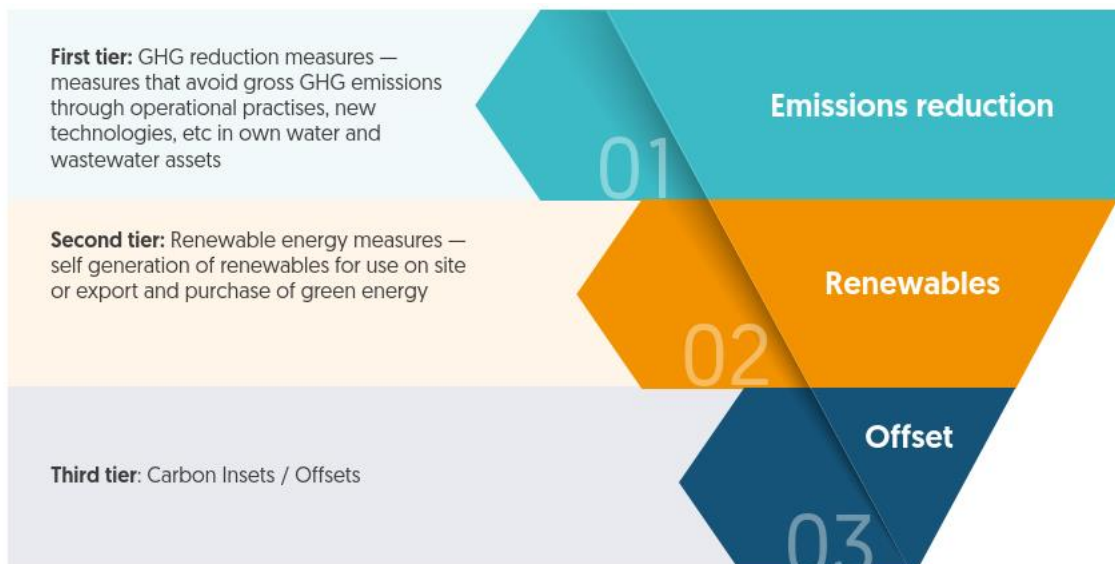 First tier: GHG reduction measures —
measures that avoid gross GHG emissions
through operational practises, new
technologies, etc in own water and
wastewater assets
01
Emissions reduction
Second tier: Renewable energy measures —
self generation of renewables for use on site
or export and purchase of green energy
02
Renewables
Third tier: Carbon Insets / Offsets
03
Offset